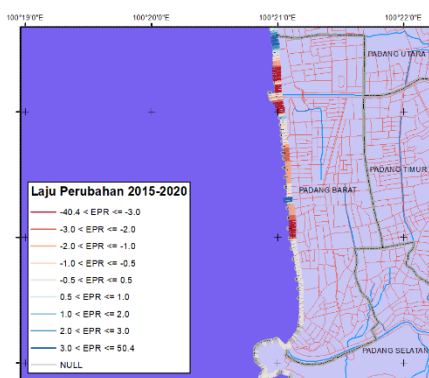 100°19'0"E 100°20'0"E 100°21'0"E 100°22'0"E
PADANG UTARA
PADANG TIMUR
PADANG BARAT
Laju Perubahan 2015-2020
-40.4 < EPR <= -3.0
-3.0 < EPR <= -2.0
-2.0 < EPR <= -1.0
-1.0 < EPR <= -0.5
-0.5 < EPR <= 0.5
0.5 < EPR <= 1.0
1.0 < EPR <= 2.0
2.0 < EPR <= 3.0
3.0 < EPR <= 50.4
NULL
PADANG SELATAN